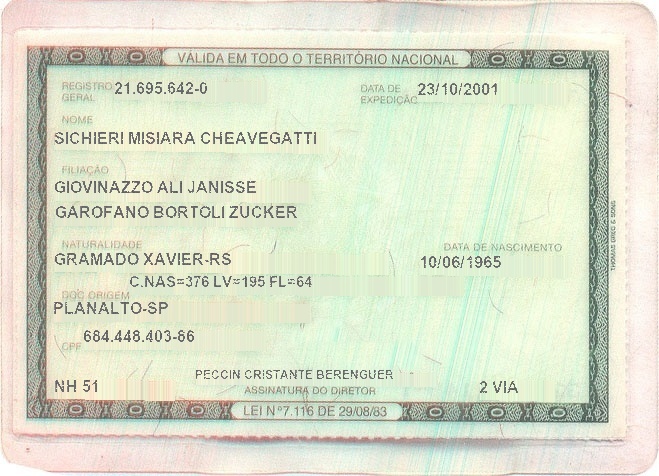 VÁLIDA EM TODO O TERRITÓRIO NACIONAL
REGISTRO GERAL 21.695.642-0 DATA DE EXPEDIÇÃO 23/10/2001
NOME
SICHIERI MISIARA CHEAVEGATTI
FILIAÇÃO
GIOVINAZZO ALI JANISSE
GAROFANO BORTOLI ZUCKER
NATURALIDADE DATA DE NASCIMENTO
GRAMADO XAVIER-RS 10/06/1965
C.NAS=376 LV=195 FL=64
DOC ORIGEM
PLANALTO-SP
684.448.403-86
CPF
PECCIN CRISTANTE BERENGUER
NH 51 ASSINATURA DO DIRETOR 2 VIA
LEI Nº7.116 DE 29/08/83
THOMAS GREG & SONS